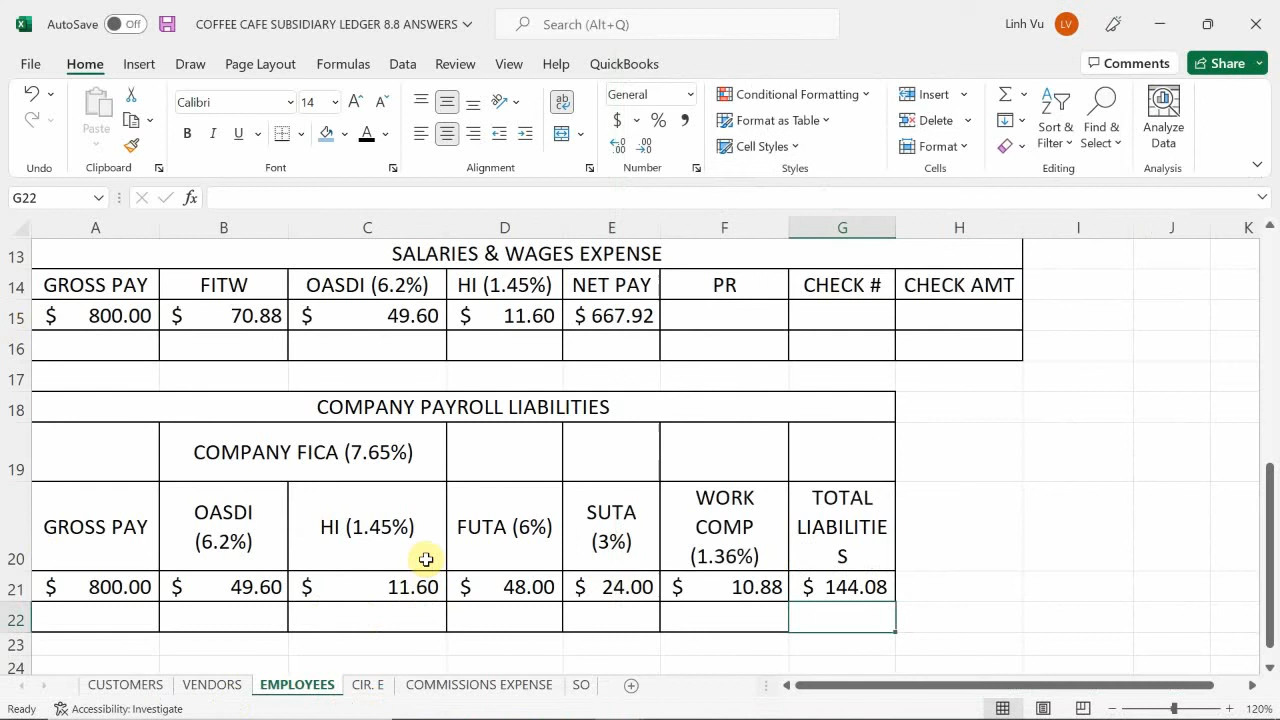 AutoSave Off COFFEE CAFE SUBSIDIARY LEDGER 8.8 ANSWERS Search (Alt+Q) Linh Vu LV
File Home Insert Draw Page Layout Formulas Data Review View Help QuickBooks Comments Share
Calibri 14 General Conditional Formatting Insert
Paste Format as Table Delete Sort & Filter Find & Select Analyze Data
B I U A $ % , Cell Styles Format
Undo Clipboard Font Alignment Number Styles Cells Editing Analysis
G22 fx
A B C D E F G H I J K
13 SALARIES & WAGES EXPENSE
14 GROSS PAY FITW OASDI (6.2%) HI (1.45%) NET PAY PR CHECK # CHECK AMT
15 $ 800.00 $ 70.88 $ 49.60 $ 11.60 $ 667.92
16
17
18 COMPANY PAYROLL LIABILITIES
19 COMPANY FICA (7.65%)
20 GROSS PAY OASDI (6.2%) HI (1.45%) FUTA (6%) SUTA (3%) WORK COMP (1.36%) TOTAL LIABILITIE S
21 $ 800.00 $ 49.60 $ 11.60 $ 48.00 $ 24.00 $ 10.88 $ 144.08
22
23
24
CUSTOMERS VENDORS EMPLOYEES CIR. E COMMISSIONS EXPENSE SO
Ready Accessibility: Investigate 120%